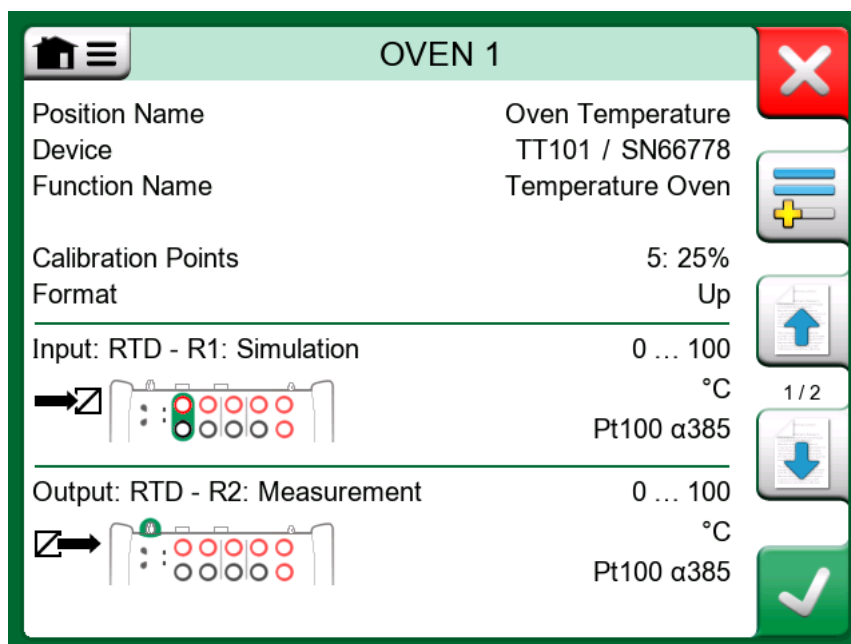 OVEN 1
Position Name Oven Temperature
Device TT101 / SN66778
Function Name Temperature Oven
Calibration Points 5: 25%
Format Up
Input: RTD - R1: Simulation 0 ... 100
°C
Pt100 α385
1 / 2
Output: RTD - R2: Measurement 0 ... 100
°C
Pt100 α385